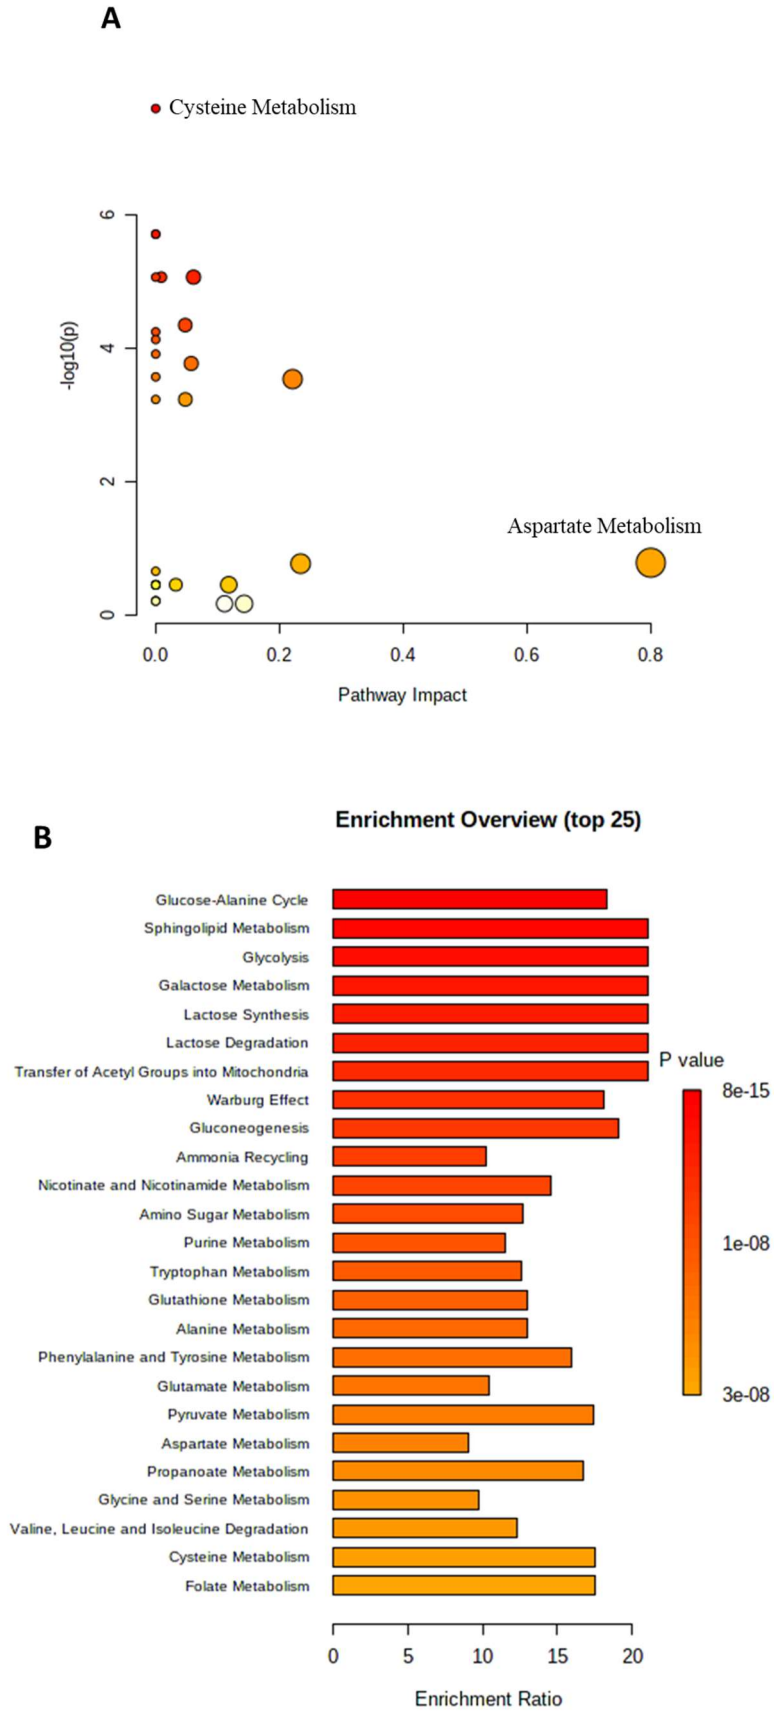 A
Cysteine Metabolism
6
4
2
0
-log10(p)
Aspartate Metabolism
0.0 0.2 0.4 0.6 0.8
Pathway Impact
B
Enrichment Overview (top 25)
Glucose-Alanine Cycle
Sphingolipid Metabolism
Glycolysis
Galactose Metabolism
Lactose Synthesis
Lactose Degradation
Transfer of Acetyl Groups into Mitochondria
Warburg Effect
Gluconeogenesis
Ammonia Recycling
Nicotinate and Nicotinamide Metabolism
Amino Sugar Metabolism
Purine Metabolism
Tryptophan Metabolism
Glutathione Metabolism
Alanine Metabolism
Phenylalanine and Tyrosine Metabolism
Glutamate Metabolism
Pyruvate Metabolism
Aspartate Metabolism
Propanoate Metabolism
Glycine and Serine Metabolism
Valine, Leucine and Isoleucine Degradation
Cysteine Metabolism
Folate Metabolism
P value
8e-15
1e-08
3e-08
0 5 10 15 20
Enrichment Ratio